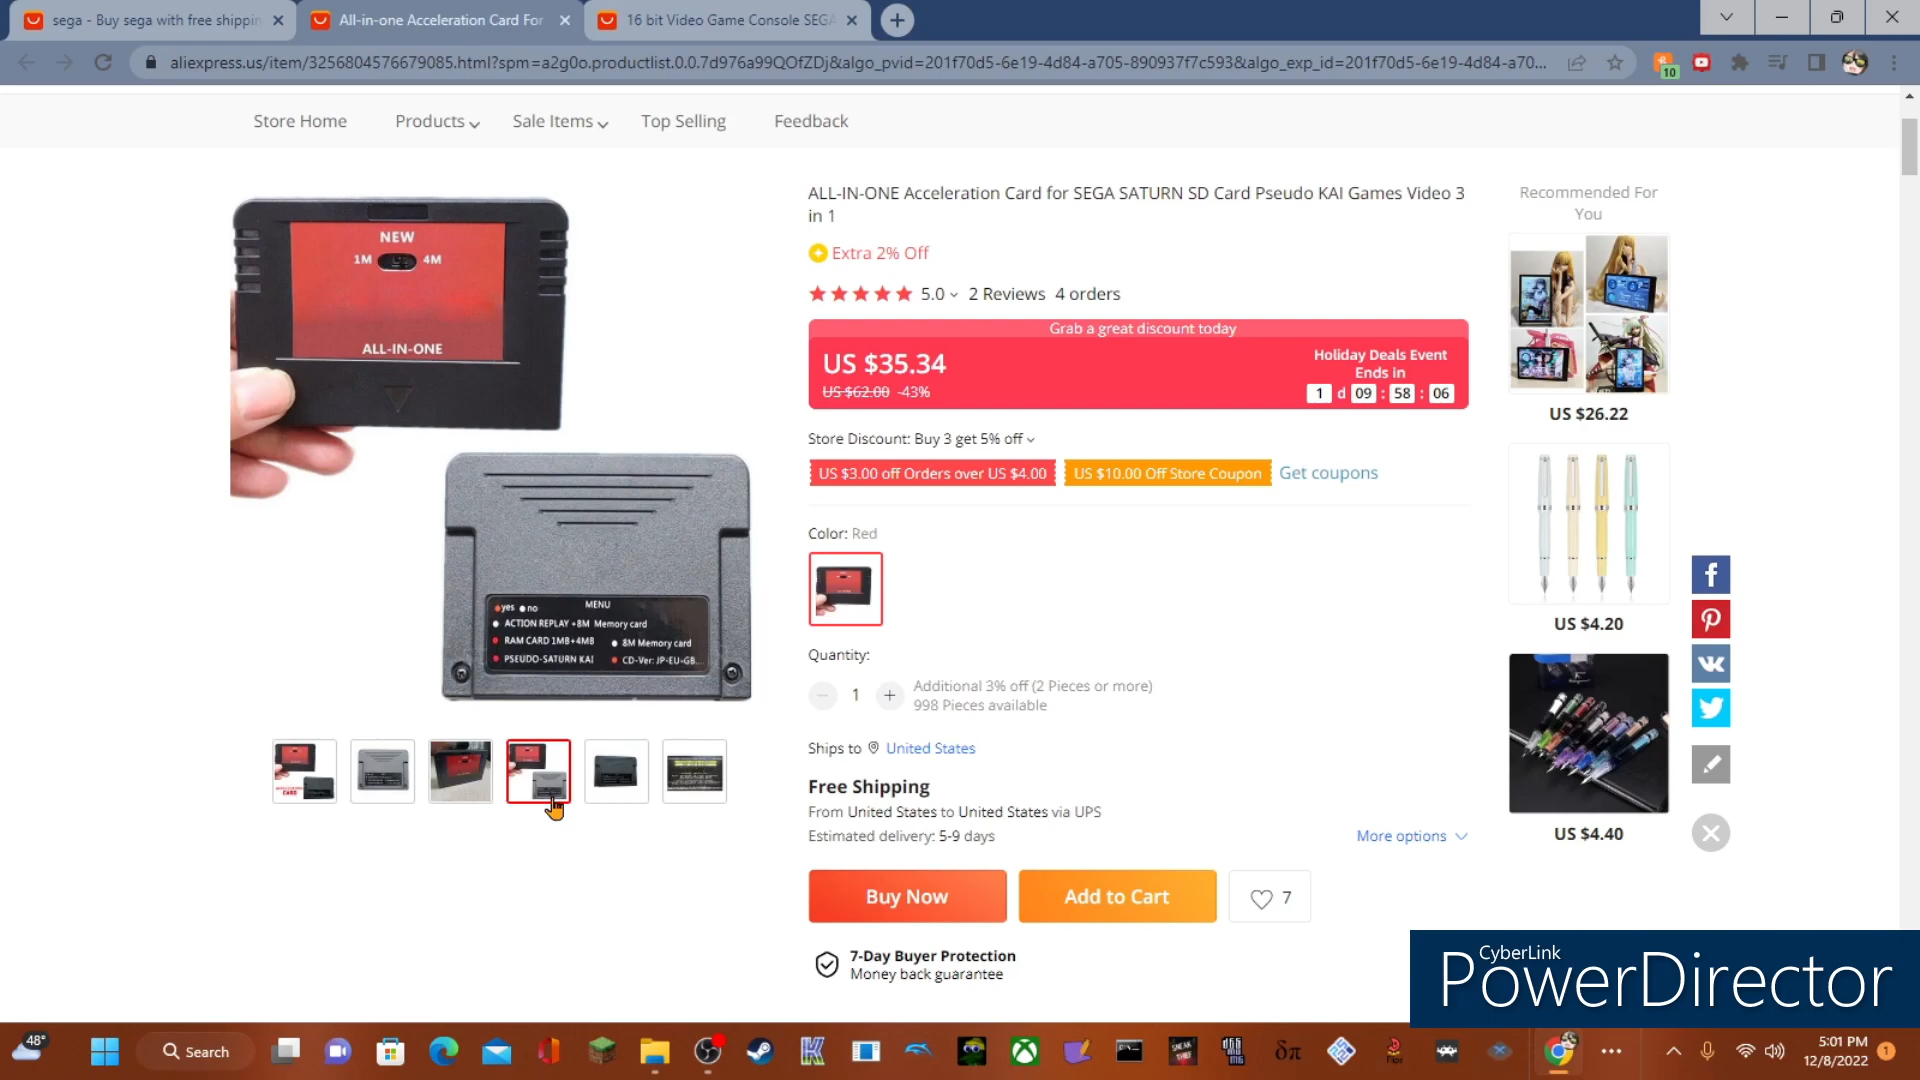 sega - Buy sega with free shippin
All-in-one Acceleration Card For
16 bit Video Game Console SEGA
aliexpress.us/item/3256804576679085.html?spm=a2g0o.productlist.0.0.7d976a99QOfZDj&algo_pvid=201f70d5-6e19-4d84-a705-890937f7c593&algo_exp_id=201f70d5-6e19-4d84-a70...
10
Store Home
Products
Sale Items
Top Selling
Feedback
NEW
1M 4M
ALL-IN-ONE
yes no MENU
ACTION REPLAY +8M Memory card
RAM CARD 1MB+4MB 8M Memory card
PSEUDO-SATURN KAI CD-Ver: JP-EU-GB...
ALL-IN-ONE Acceleration Card for SEGA SATURN SD Card Pseudo KAI Games Video 3
in 1
Extra 2% Off
5.0 2 Reviews 4 orders
Grab a great discount today
US $35.34
US $62.00 -43%
Holiday Deals Event
Ends in
1 d 09 : 58 : 06
Store Discount: Buy 3 get 5% off
US $3.00 off Orders over US $4.00
US $10.00 Off Store Coupon
Get coupons
Color: Red
Quantity:
1
Additional 3% off (2 Pieces or more)
998 Pieces available
Ships to United States
Free Shipping
From United States to United States via UPS
Estimated delivery: 5-9 days
More options
Buy Now
Add to Cart
7
7-Day Buyer Protection
Money back guarantee
Recommended For
You
US $26.22
US $4.20
US $4.40
CyberLink
PowerDirector
48°
Search
5:01 PM
12/8/2022
1